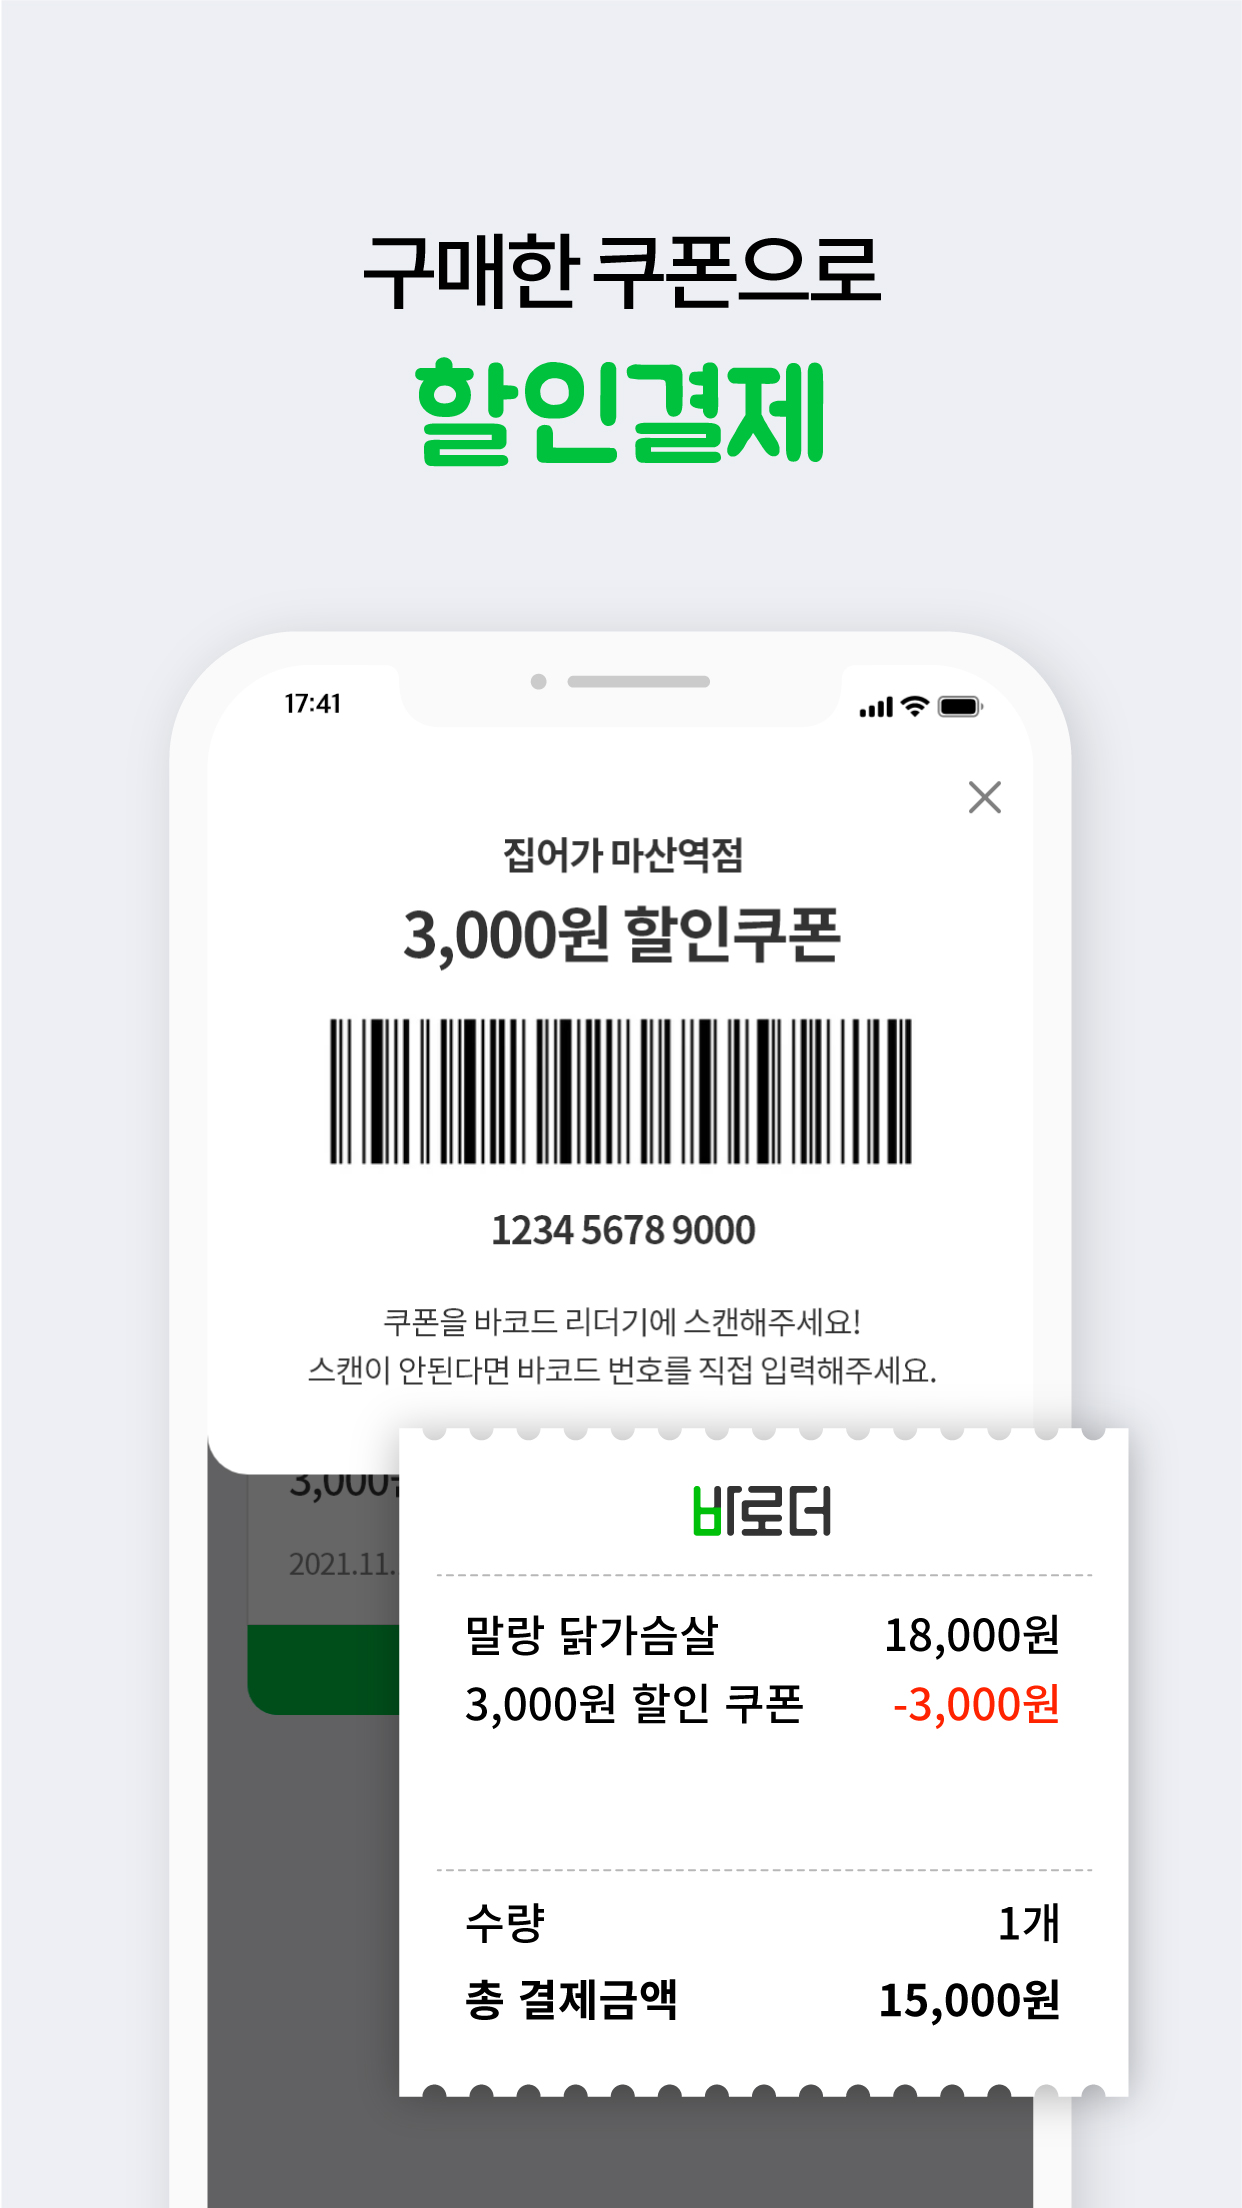 구매한 쿠폰으로
할인결제
17:41
집어가 마산역점
3,000원 할인쿠폰
1234 5678 9000
쿠폰을 바코드 리더기에 스캔해주세요!
스캔이 안된다면 바코드 번호를 직접 입력해주세요.
3,000
2021.11.
바로더
말랑 닭가슴살 18,000원
3,000원 할인 쿠폰 -3,000원
수량 1개
총 결제금액 15,000원